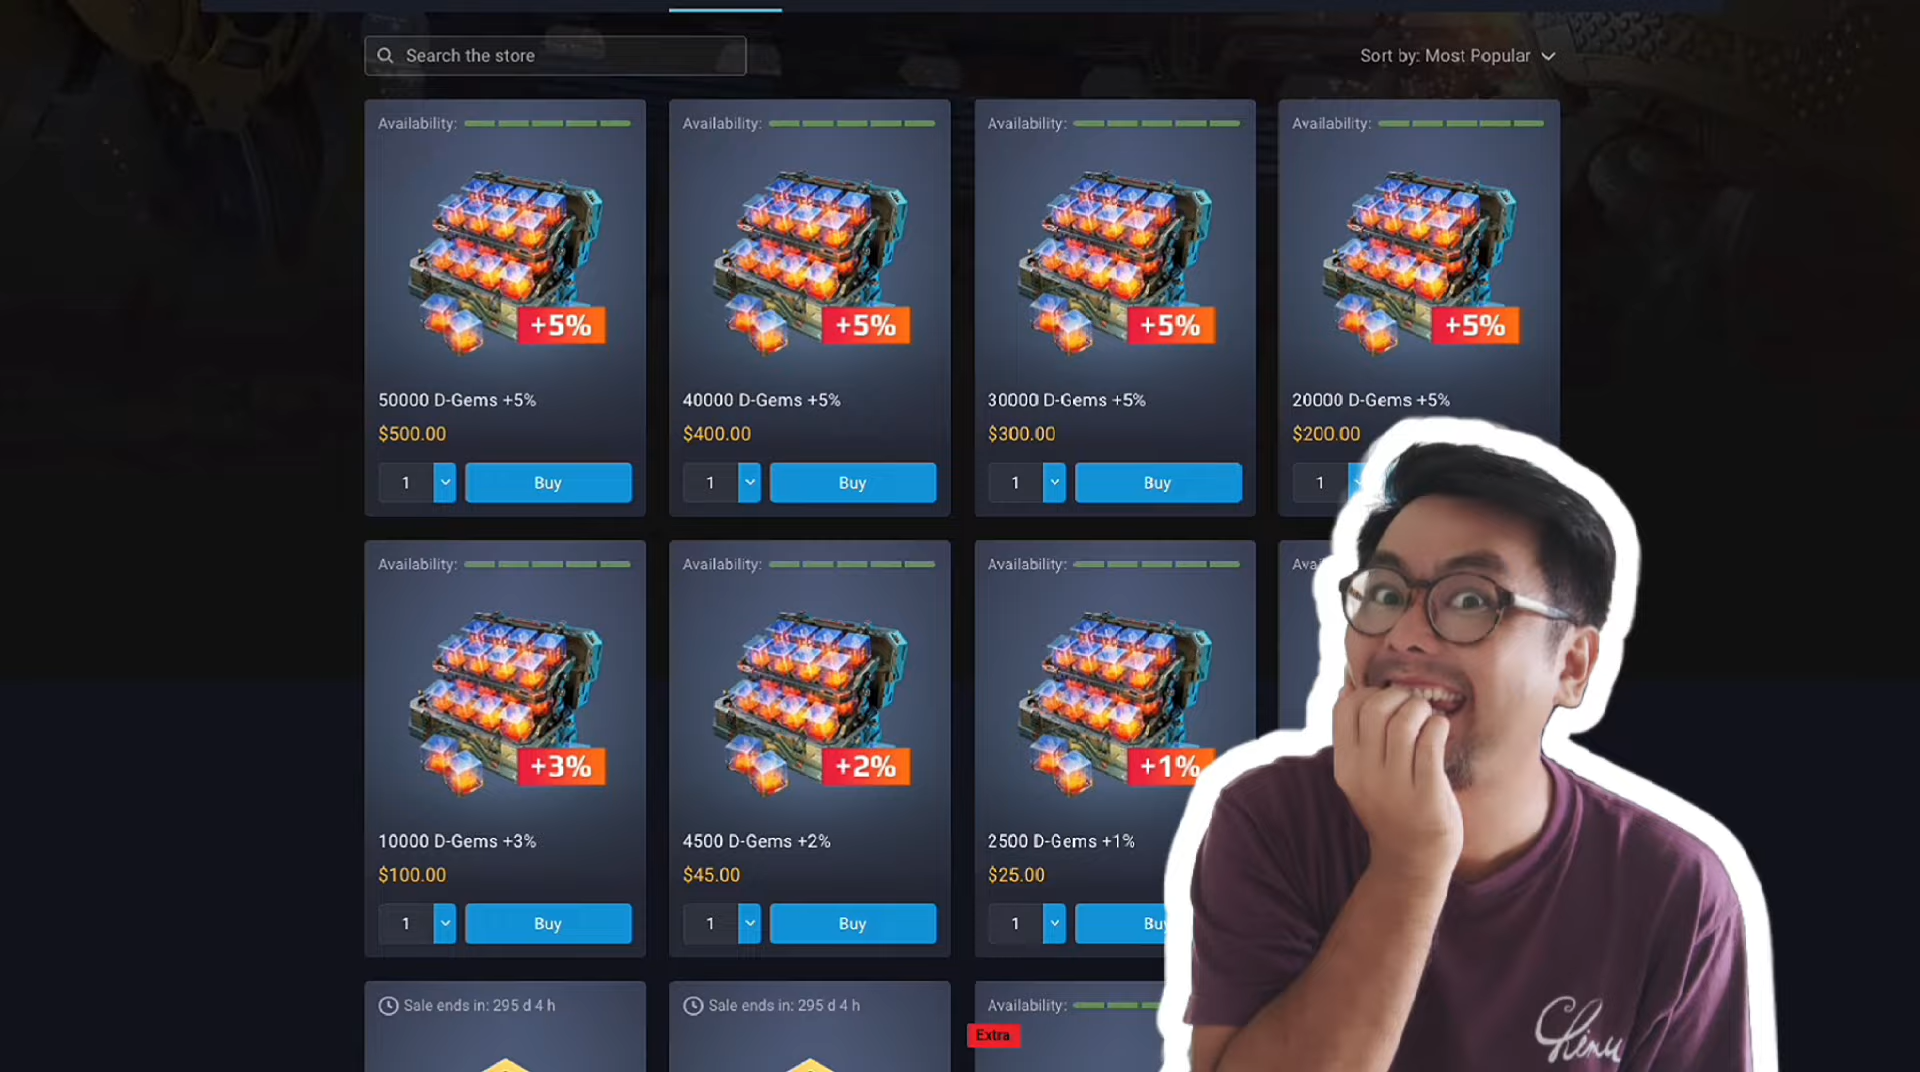 Search the store
Sort by: Most Popular
Availability:
Availability:
Availability:
Availability:
+5%
+5%
+5%
+5%
50000 D-Gems +5%
40000 D-Gems +5%
30000 D-Gems +5%
20000 D-Gems +5%
$500.00
$400.00
$300.00
$200.00
1
Buy
1
Buy
1
Buy
1
Availability:
Availability:
Availability:
Ava
+3%
+2%
+1%
10000 D-Gems +3%
4500 D-Gems +2%
2500 D-Gems +1%
$100.00
$45.00
$25.00
1
Buy
1
Buy
1
Buy
Sale ends in: 295 d 4 h
Sale ends in: 295 d 4 h
Availability:
Extra